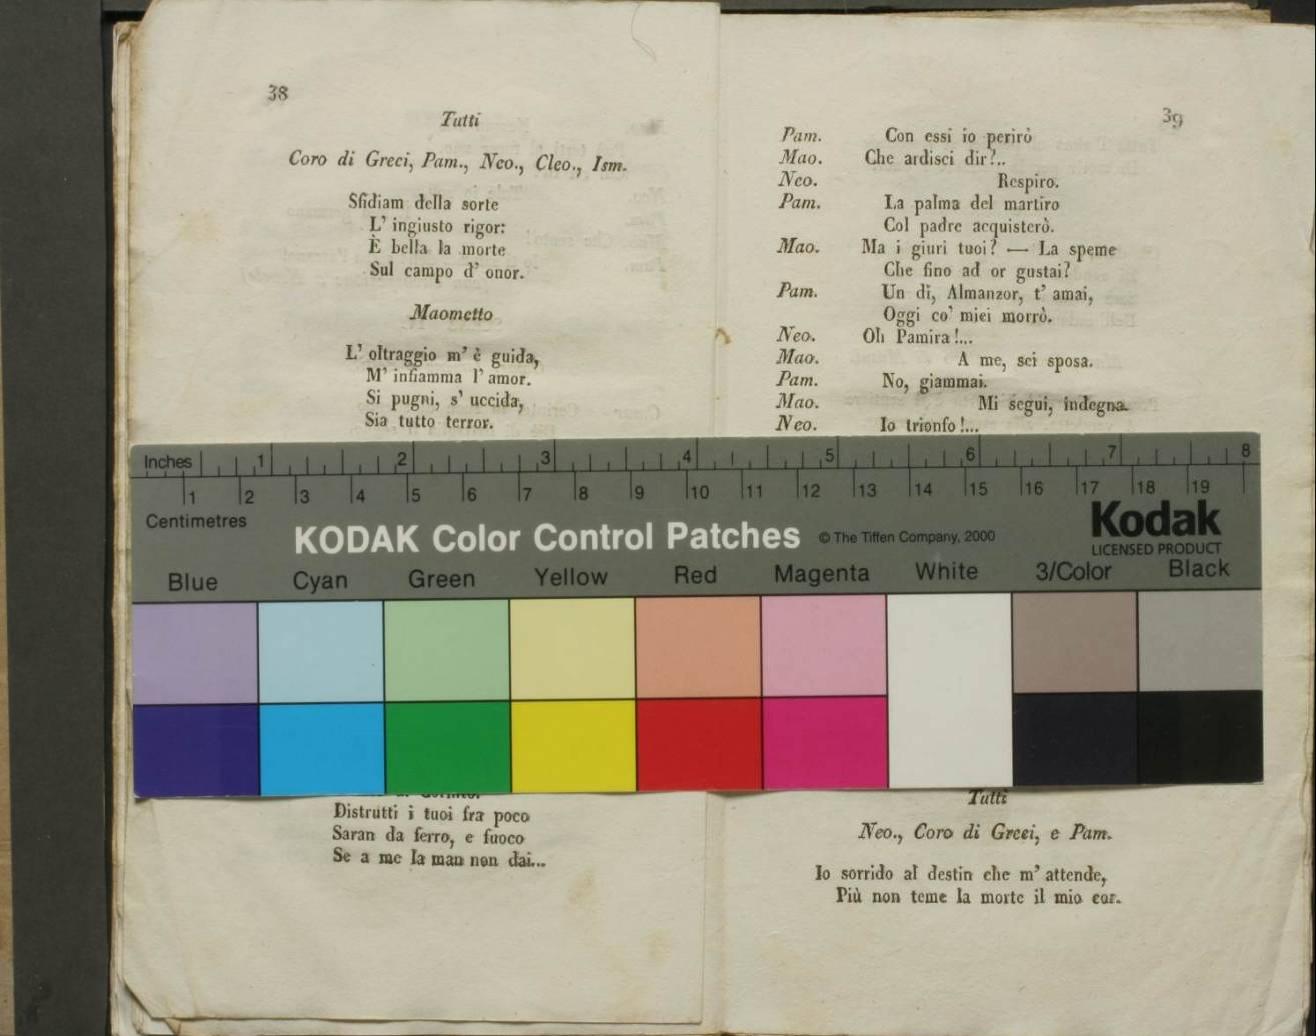 38
Tutti
Coro di Greci, Pam., Neo., Cleo., Ism.
Sfidiam della sorte
L' ingiusto rigor:
È bella la morte
Sul campo d' onor.
Maometto
L' oltraggio m' è guida,
M' infiamma l' amor.
Si pugni, s' uccida,
Sia tutto terror.
Distrutti i tuoi fra poco
Saran da ferro, e fuoco
Se a me la man non dai...
39
Pam. Con essi io perirò
Mao. Che ardisci dir?..
Neo. Respiro.
Pam. La palma del martiro
Col padre acquisterò.
Mao. Ma i giuri tuoi? — La speme
Che fino ad or gustai?
Pam. Un dì, Almanzor, t' amai,
Oggi co' miei morrò.
Neo. Oh Pamira!...
Mao. A me, sei sposa.
Pam. No, giammai.
Mao. Mi segui, indegna.
Neo. Io trionfo!...
Tutti
Neo., Coro di Greci, e Pam.
Io sorrido al destin che m' attende,
Più non teme la morte il mio cor.
Inches 1 2 3 4 5 6 7 8
1 2 3 4 5 6 7 8 9 10 11 12 13 14 15 16 17 18 19
Centimetres
KODAK Color Control Patches © The Tiffen Company, 2000
Kodak
LICENSED PRODUCT
Blue Cyan Green Yellow Red Magenta White 3/Color Black